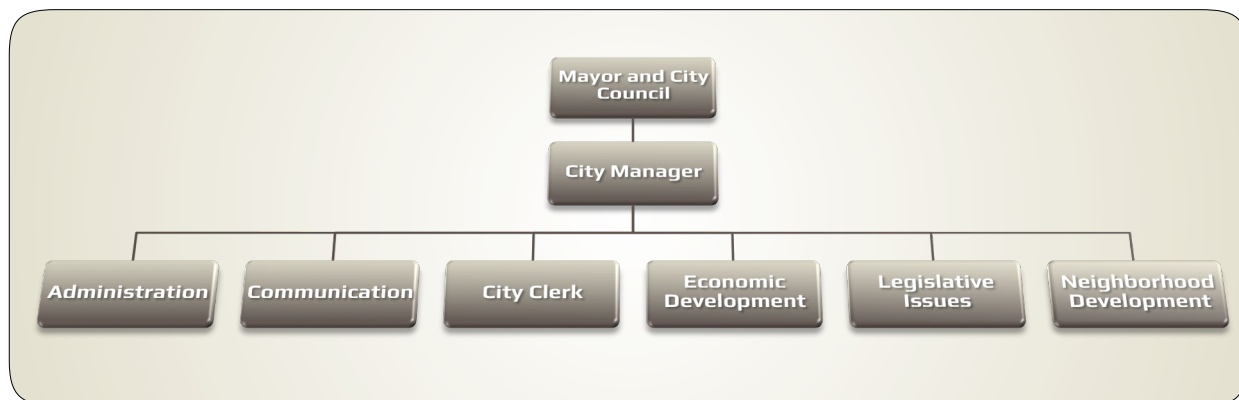 Mayor and City
Council
City Manager
Administration
Communication
City Clerk
Economic
Development
Legislative
Issues
Neighborhood
Development